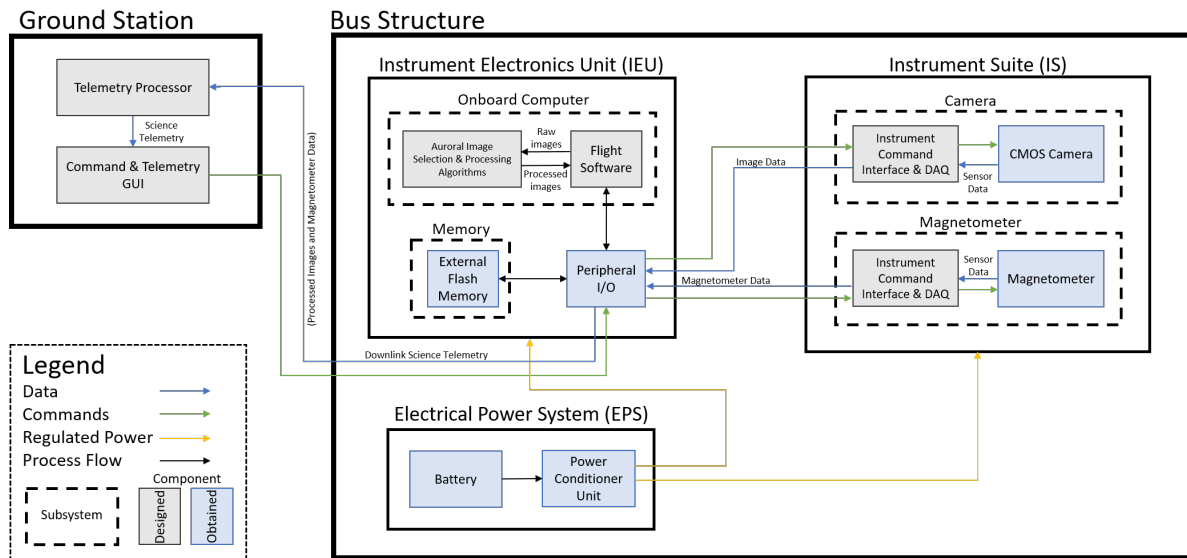 Ground Station
Telemetry Processor
Science
Telemetry
Command & Telemetry
GUI
(Processed Images and Magnetometer Data)
Bus Structure
Instrument Electronics Unit (IEU)
Onboard Computer
Auroral Image
Selection & Processing
Algorithms
Raw
images
Processed
images
Flight
Software
Memory
External
Flash
Memory
Peripheral
I/O
Downlink Science Telemetry
Image Data
Magnetometer Data
Instrument Suite (IS)
Camera
Instrument
Command
Interface & DAQ
Sensor
Data
CMOS Camera
Magnetometer
Instrument
Command
Interface & DAQ
Sensor
Data
Magnetometer
Electrical Power System (EPS)
Battery
Power
Conditioner
Unit
Legend
Data
Commands
Regulated Power
Process Flow
Component
Subsystem
Designed
Obtained